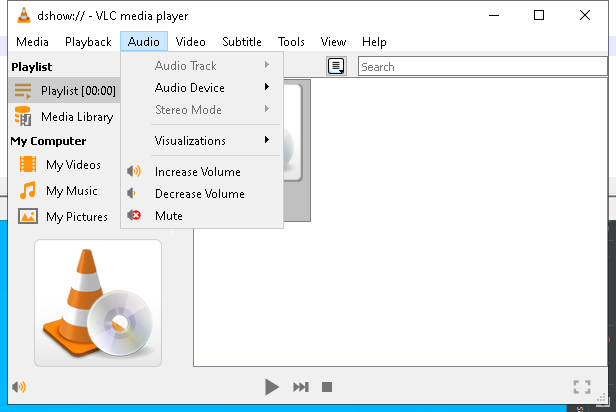 dshow:// - VLC media player
Media Playback Audio Video Subtitle Tools View Help
Playlist
Playlist [00:00]
Media Library
My Computer
My Videos
My Music
My Pictures
Audio Track
Audio Device
Stereo Mode
Visualizations
Increase Volume
Decrease Volume
Mute
Search